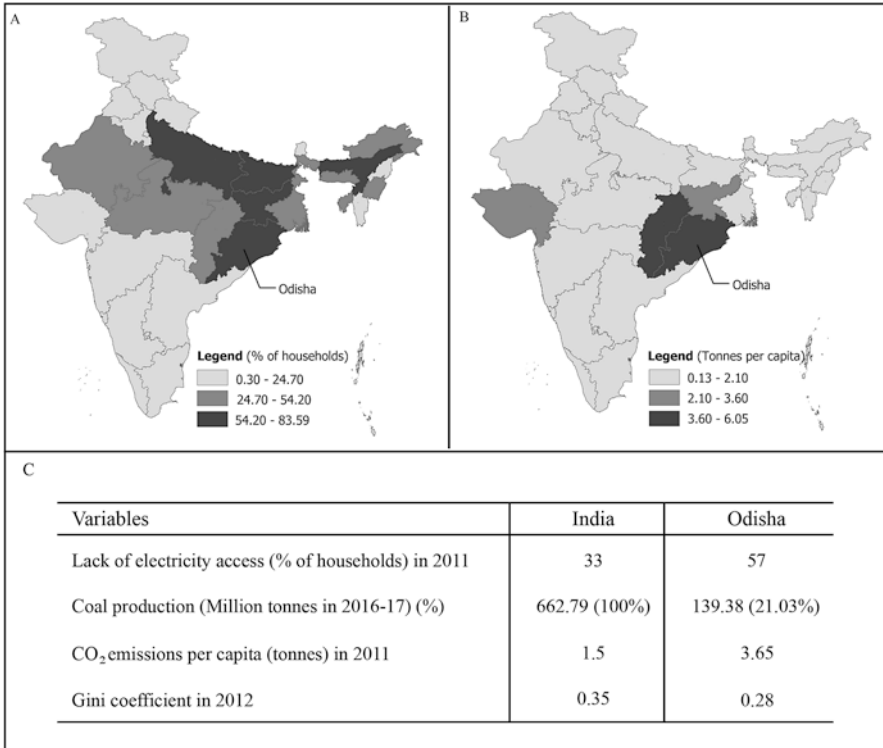 A
Odisha
Legend (% of households)
0.30 - 24.70
24.70 - 54.20
54.20 - 83.59
B
Odisha
Legend (Tonnes per capita)
0.13 - 2.10
2.10 - 3.60
3.60 - 6.05
C
Variables India Odisha
Lack of electricity access (% of households) in 2011 33 57
Coal production (Million tonnes in 2016-17) (%) 662.79 (100%) 139.38 (21.03%)
CO₂ emissions per capita (tonnes) in 2011 1.5 3.65
Gini coefficient in 2012 0.35 0.28